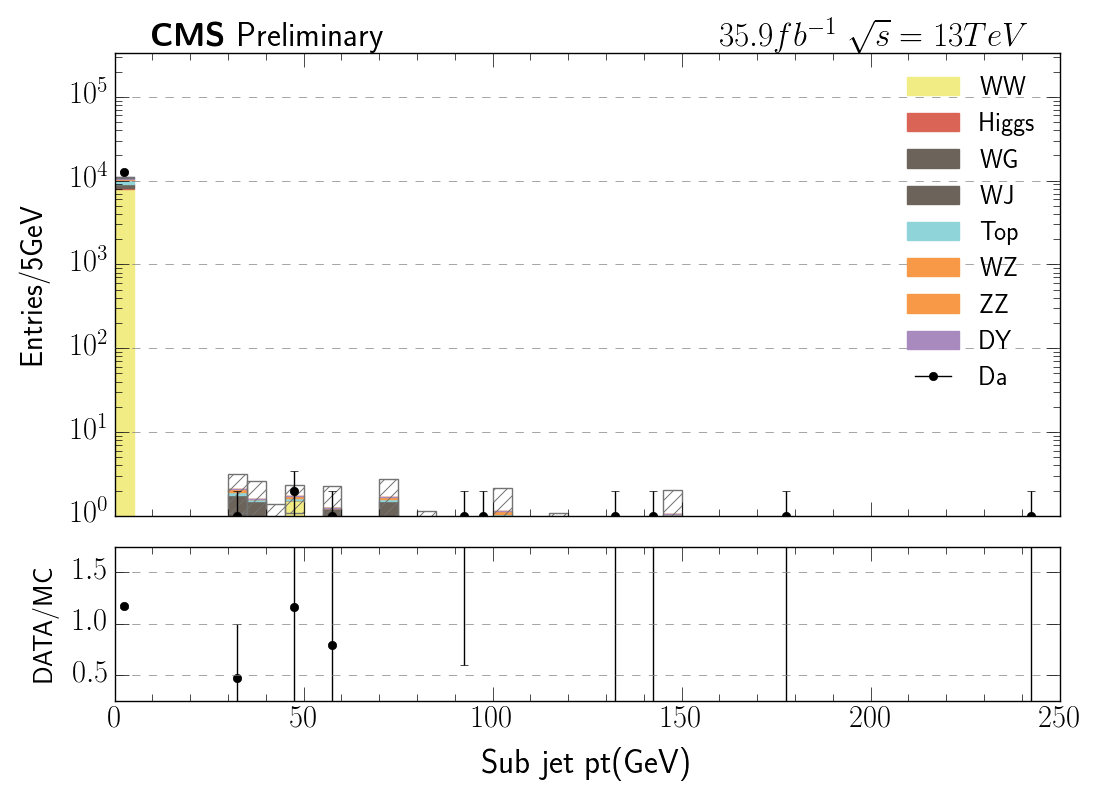 CMS Preliminary 35.9fb⁻¹ √s = 13TeV
Entries/5GeV
10⁵
10⁴
10³
10²
10¹
10⁰
WW
Higgs
WG
WJ
Top
WZ
ZZ
DY
Da
DATA/MC
1.5
1.0
0.5
0 50 100 150 200 250
Sub jet pt(GeV)